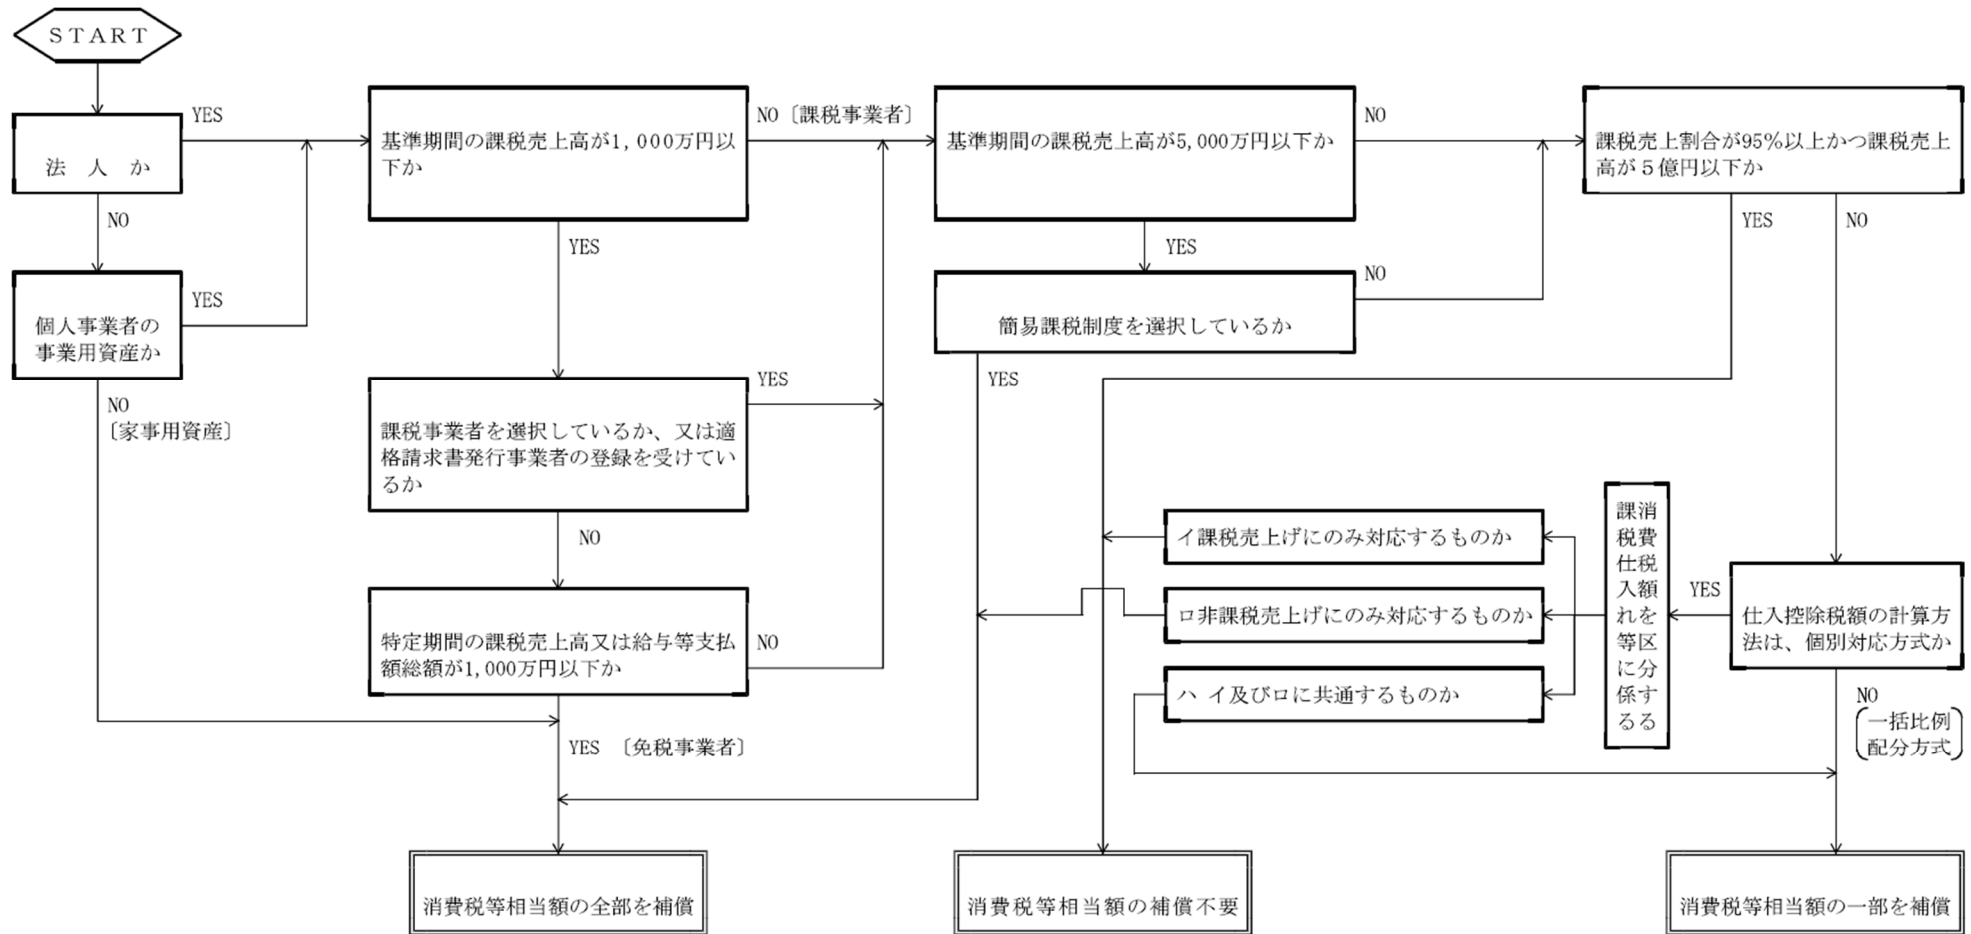 START
法 人 か
YES
NO
個人事業者の
事業用資産か
YES
NO
〔家事用資産〕
基準期間の課税売上高が1,000万円以
下か
NO〔課税事業者〕
YES
課税事業者を選択しているか、又は適
格請求書発行事業者の登録を受けてい
るか
YES
NO
特定期間の課税売上高又は給与等支払
額総額が1,000万円以下か
NO
YES 〔免税事業者〕
基準期間の課税売上高が5,000万円以下か
NO
YES
簡易課税制度を選択しているか
NO
YES
課税売上割合が95%以上かつ課税売上
高が5億円以下か
YES
NO
仕入控除税額の計算方
法は、個別対応方式か
YES
NO
一括比例
配分方式
課税仕入れ等に係る
消費税額を区分する
イ課税売上げにのみ対応するものか
ロ非課税売上げにのみ対応するものか
ハ イ及びロに共通するものか
消費税等相当額の全部を補償
消費税等相当額の補償不要
消費税等相当額の一部を補償